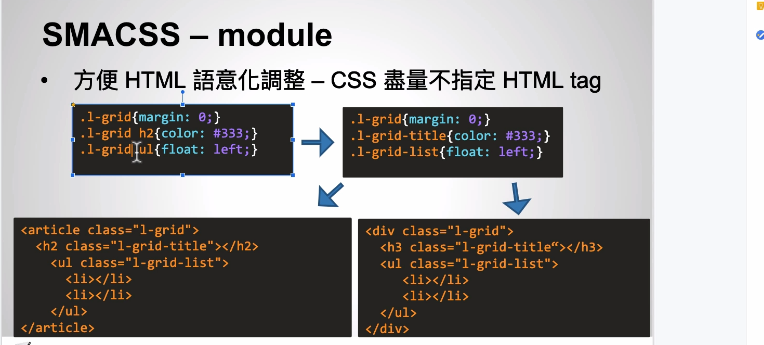 SMACSS – module
• 方便 HTML 語意化調整 – CSS 盡量不指定 HTML tag
.l-grid{margin: 0;}
.l-grid h2{color: #333;}
.l-grid ul{float: left;}
.l-grid{margin: 0;}
.l-grid-title{color: #333;}
.l-grid-list{float: left;}
<article class="l-grid">
<h2 class="l-grid-title"></h2>
<ul class="l-grid-list">
<li></li>
<li></li>
</ul>
</article>
<div class="l-grid">
<h3 class="l-grid-title“></h3>
<ul class="l-grid-list">
<li></li>
<li></li>
</ul>
</div>